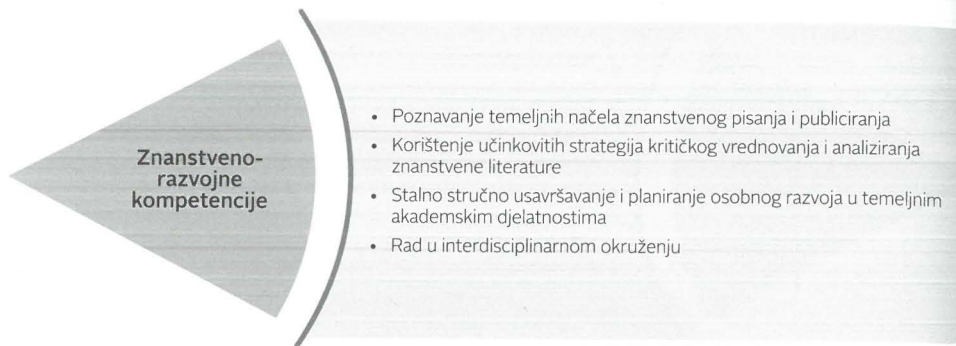 Znanstveno-
razvojne
kompetencije
• Poznavanje temeljnih načela znanstvenog pisanja i publiciranja
• Korištenje učinkovitih strategija kritičkog vrednovanja i analiziranja
znanstvene literature
• Stalno stručno usavršavanje i planiranje osobnog razvoja u temeljnim
akademskim djelatnostima
• Rad u interdisciplinarnom okruženju